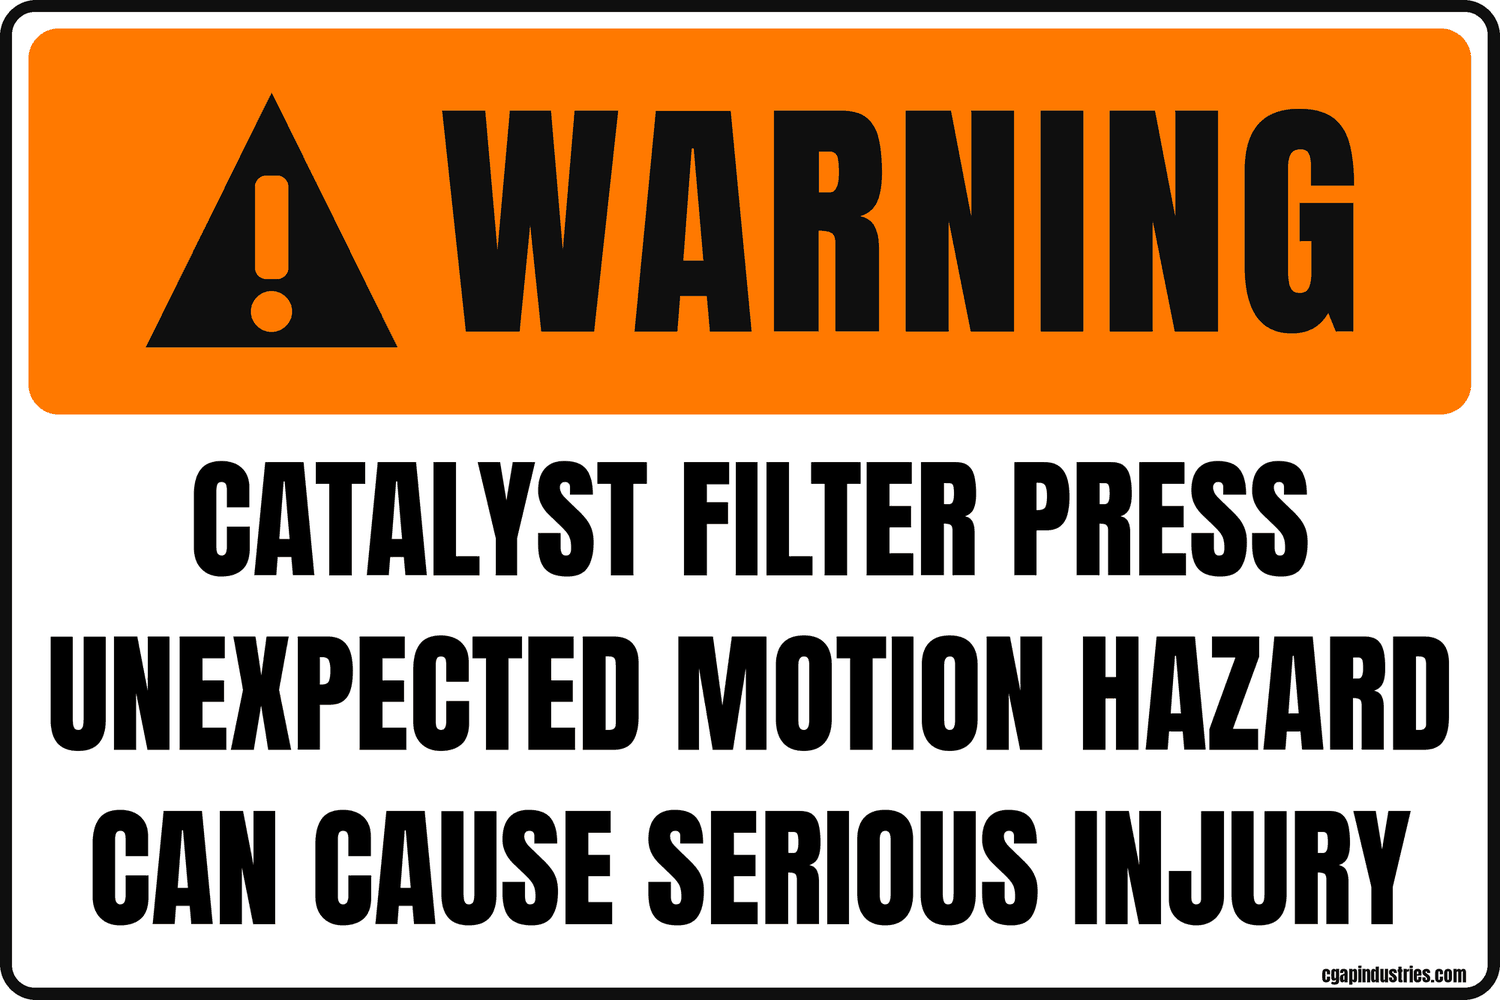 WARNING
CATALYST FILTER PRESS
UNEXPECTED MOTION HAZARD
CAN CAUSE SERIOUS INJURY
cgapindustries.com